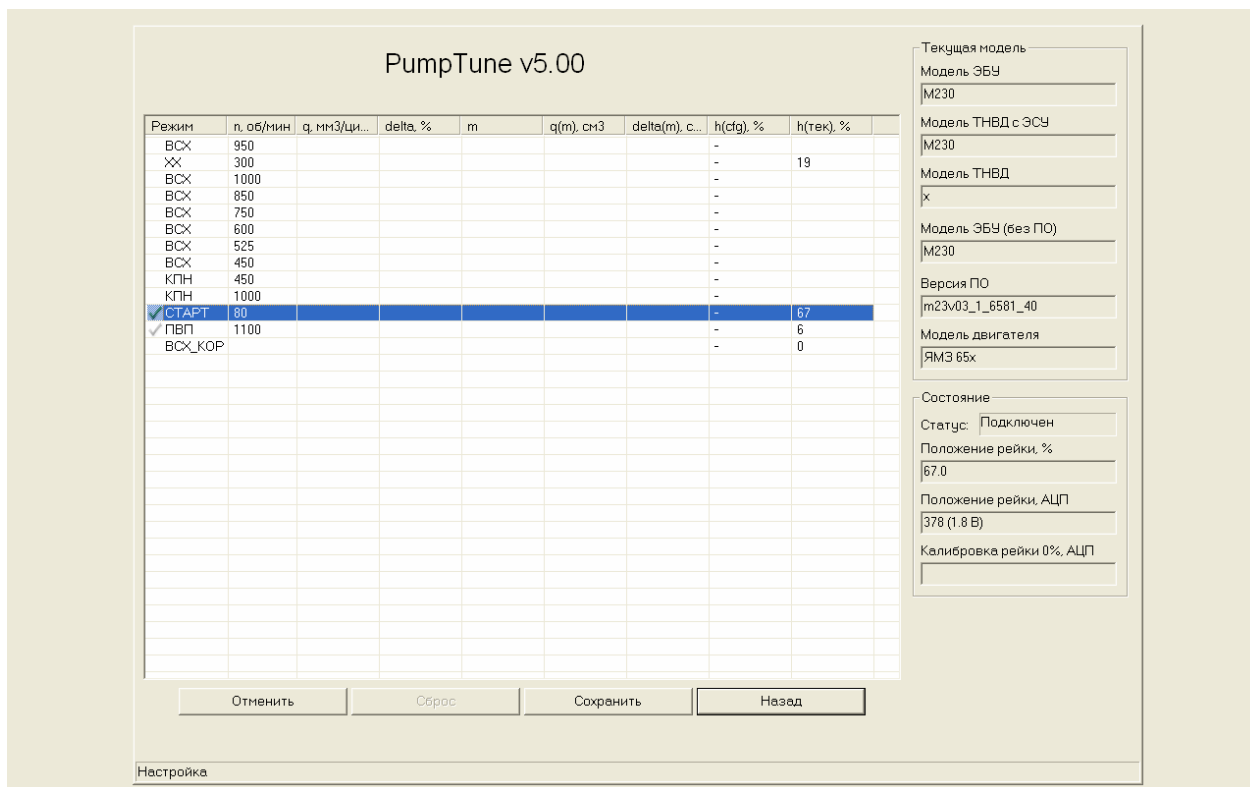 PumpTune v5.00
Режим n, об/мин q, мм3/ци... delta, % m q(m), см3 delta(m), с... h(cfg), % h(тек), %
ВСХ 950 -
ХХ 300 - 19
ВСХ 1000 -
ВСХ 850 -
ВСХ 750 -
ВСХ 600 -
ВСХ 525 -
ВСХ 450 -
КПН 450 -
КПН 1000 -
СТАРТ 80 - 67
ПВП 1100 - 6
ВСХ_КОР - 0
Отменить Сброс Сохранить Назад
Настройка
Текущая модель
Модель ЭБУ
М230
Модель ТНВД с ЭСУ
М230
Модель ТНВД
х
Модель ЭБУ (без ПО)
М230
Версия ПО
m23v03_1_6581_40
Модель двигателя
ЯМЗ 65х
Состояние
Статус: Подключен
Положение рейки, %
67.0
Положение рейки, АЦП
378 (1.8 В)
Калибровка рейки 0%, АЦП